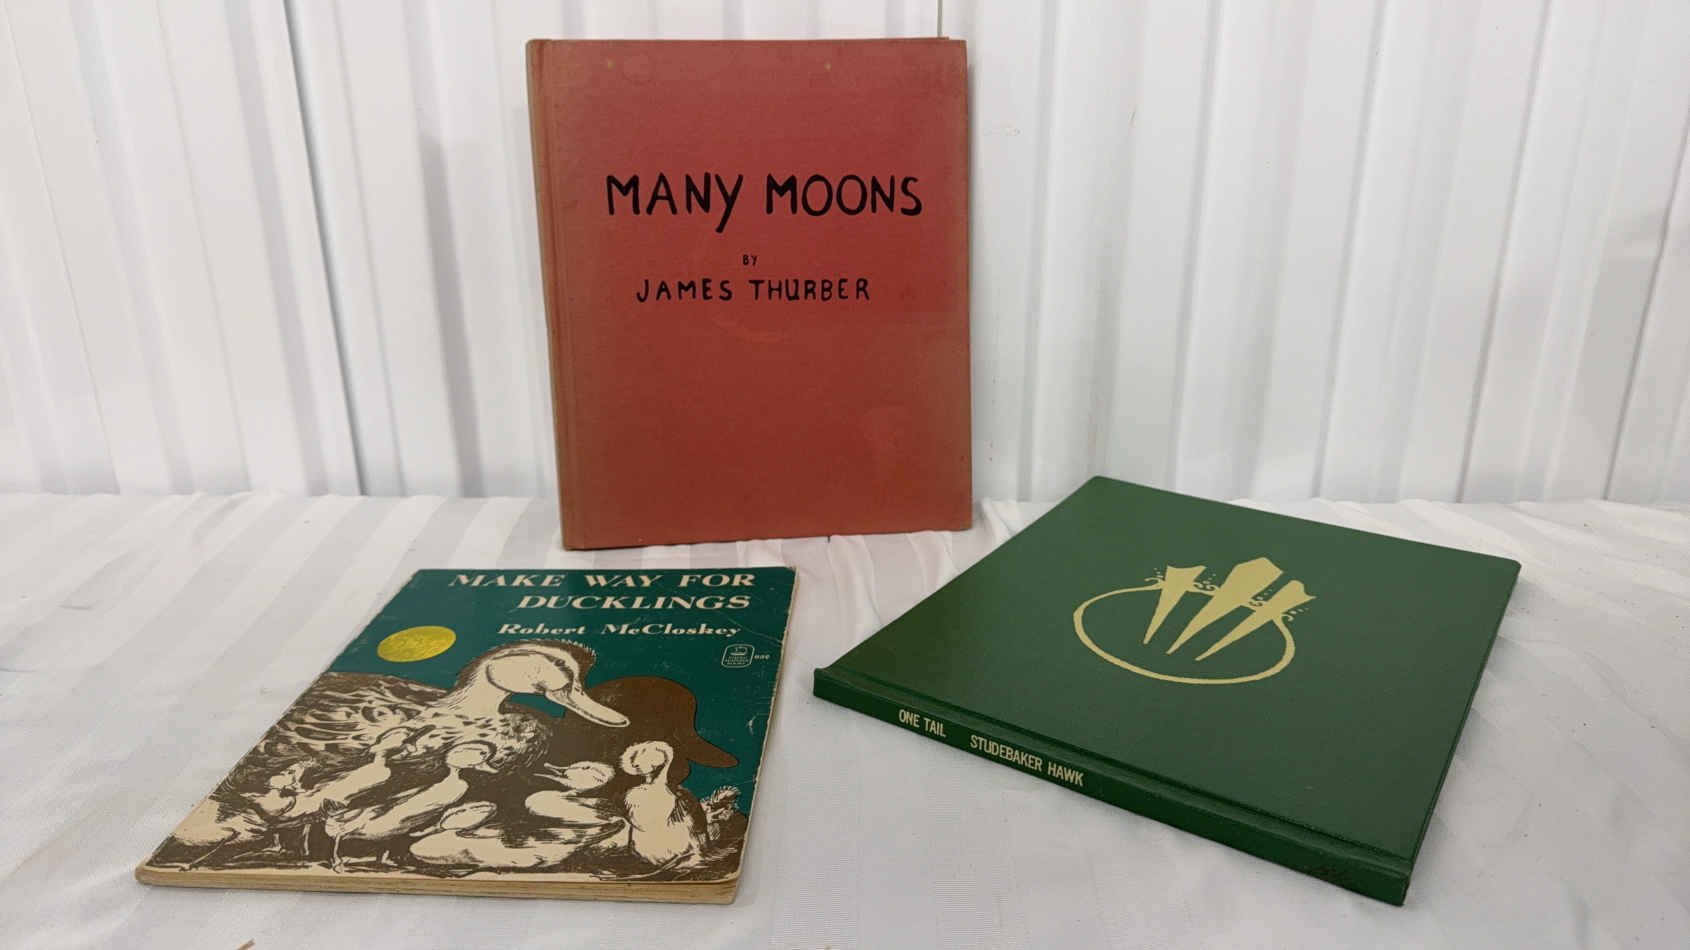 MANY MOONS
BY
JAMES THURBER
MAKE WAY FOR
DUCKLINGS
Robert McCloskey
ONE TAIL STUDEBAKER HAWK